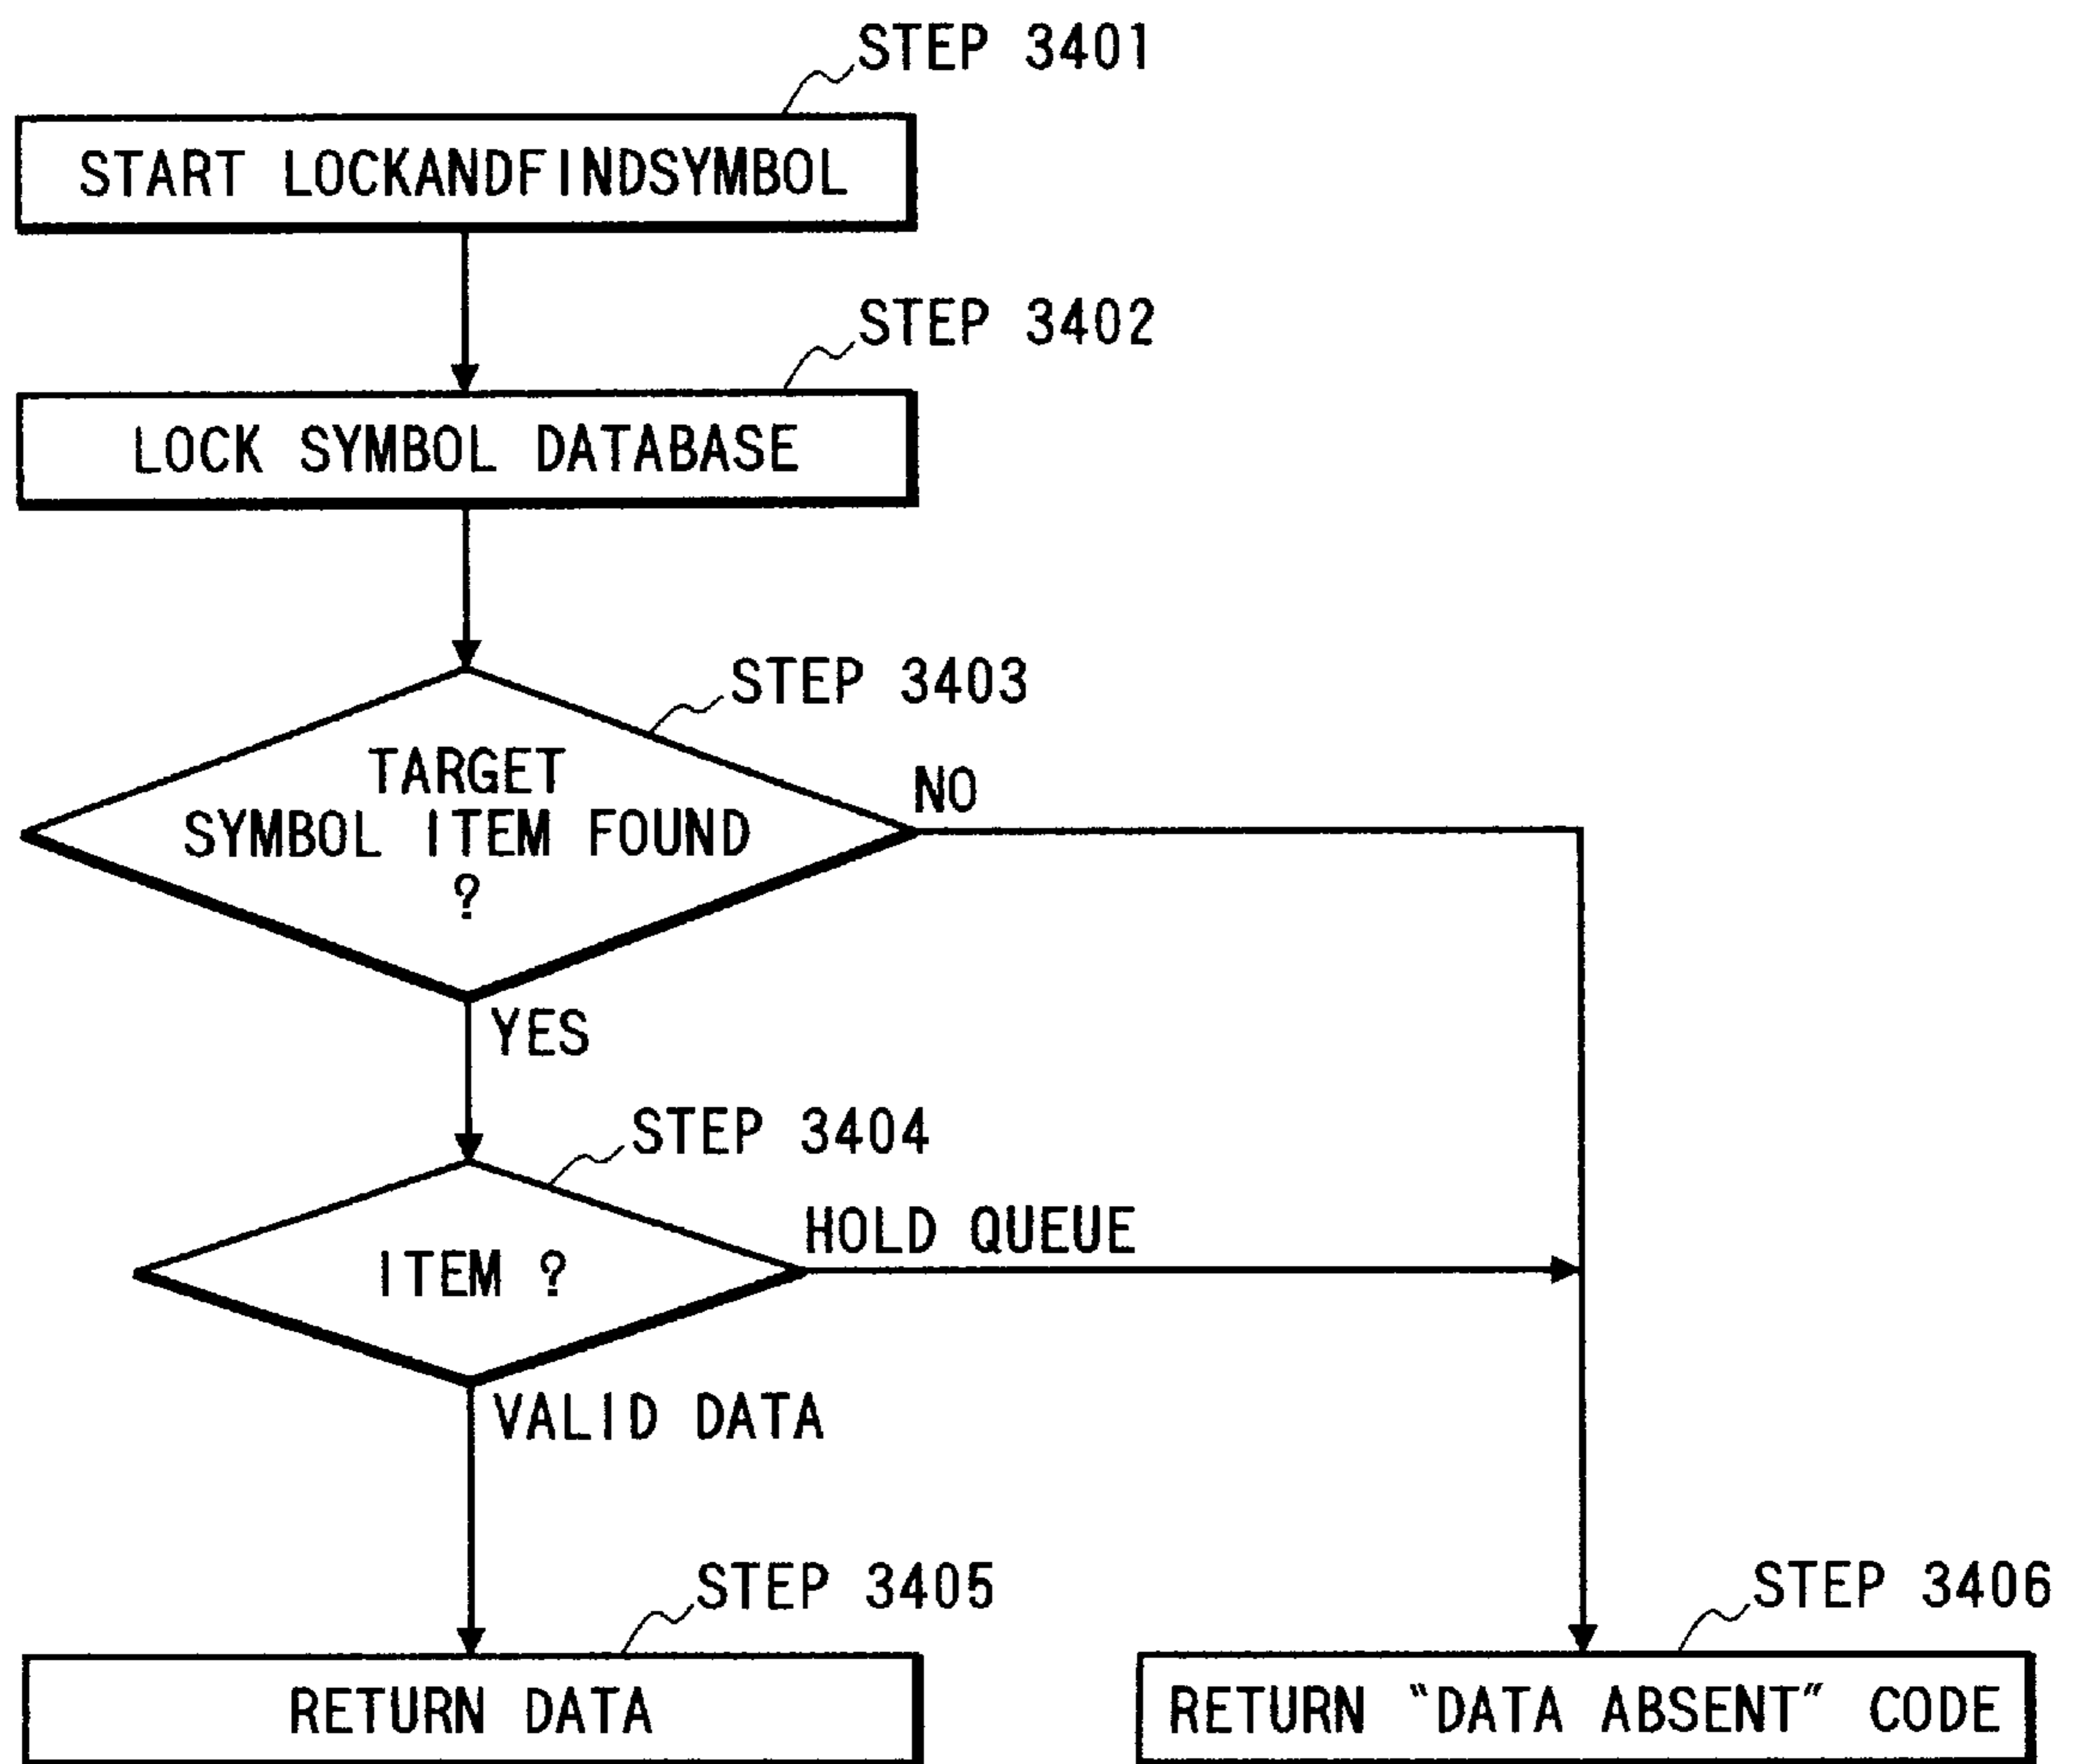 STEP 3401
START LOCKANDFINDSYMBOL
STEP 3402
LOCK SYMBOL DATABASE
STEP 3403
TARGET
SYMBOL ITEM FOUND
?
NO
YES
STEP 3404
ITEM ?
HOLD QUEUE
VALID DATA
STEP 3405
RETURN DATA
STEP 3406
RETURN “DATA ABSENT” CODE